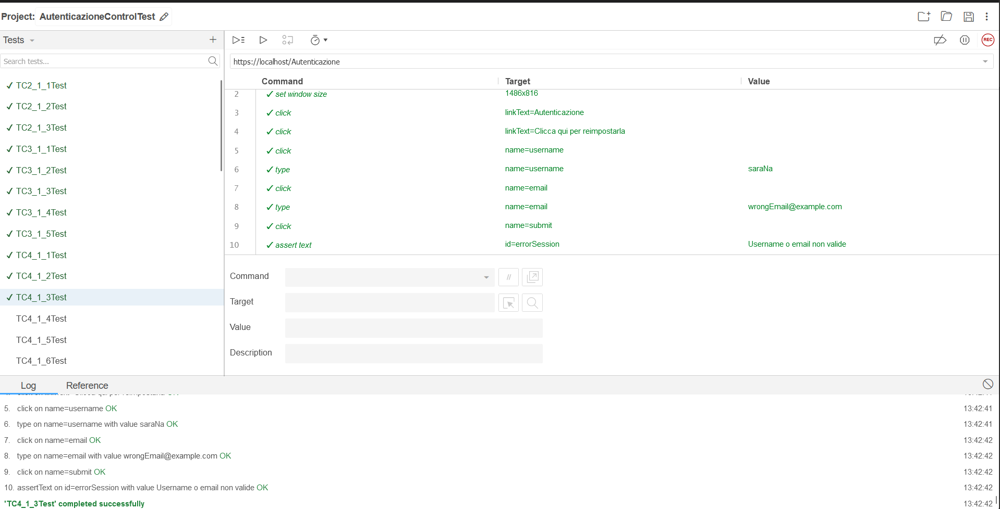 Project: AutenticazioneControlTest
Tests
Search tests...
TC2_1_1Test
TC2_1_2Test
TC2_1_3Test
TC3_1_1Test
TC3_1_2Test
TC3_1_3Test
TC3_1_4Test
TC3_1_5Test
TC4_1_1Test
TC4_1_2Test
TC4_1_3Test
TC4_1_4Test
TC4_1_5Test
TC4_1_6Test
REC
https://localhost/Autenticazione
Command Target Value
2 set window size 1486x816
3 click linkText=Autenticazione
4 click linkText=Clicca qui per reimpostarla
5 click name=username
6 type name=username saraNa
7 click name=email
8 type name=email wrongEmail@example.com
9 click name=submit
10 assert text id=errorSession Username o email non valide
Command //
Target
Value
Description
Log Reference
5. click on name=username OK 13:42:41
6. type on name=username with value saraNa OK 13:42:41
7. click on name=email OK 13:42:42
8. type on name=email with value wrongEmail@example.com OK 13:42:42
9. click on name=submit OK 13:42:42
10. assertText on id=errorSession with value Username o email non valide OK 13:42:42
'TC4_1_3Test' completed successfully 13:42:42